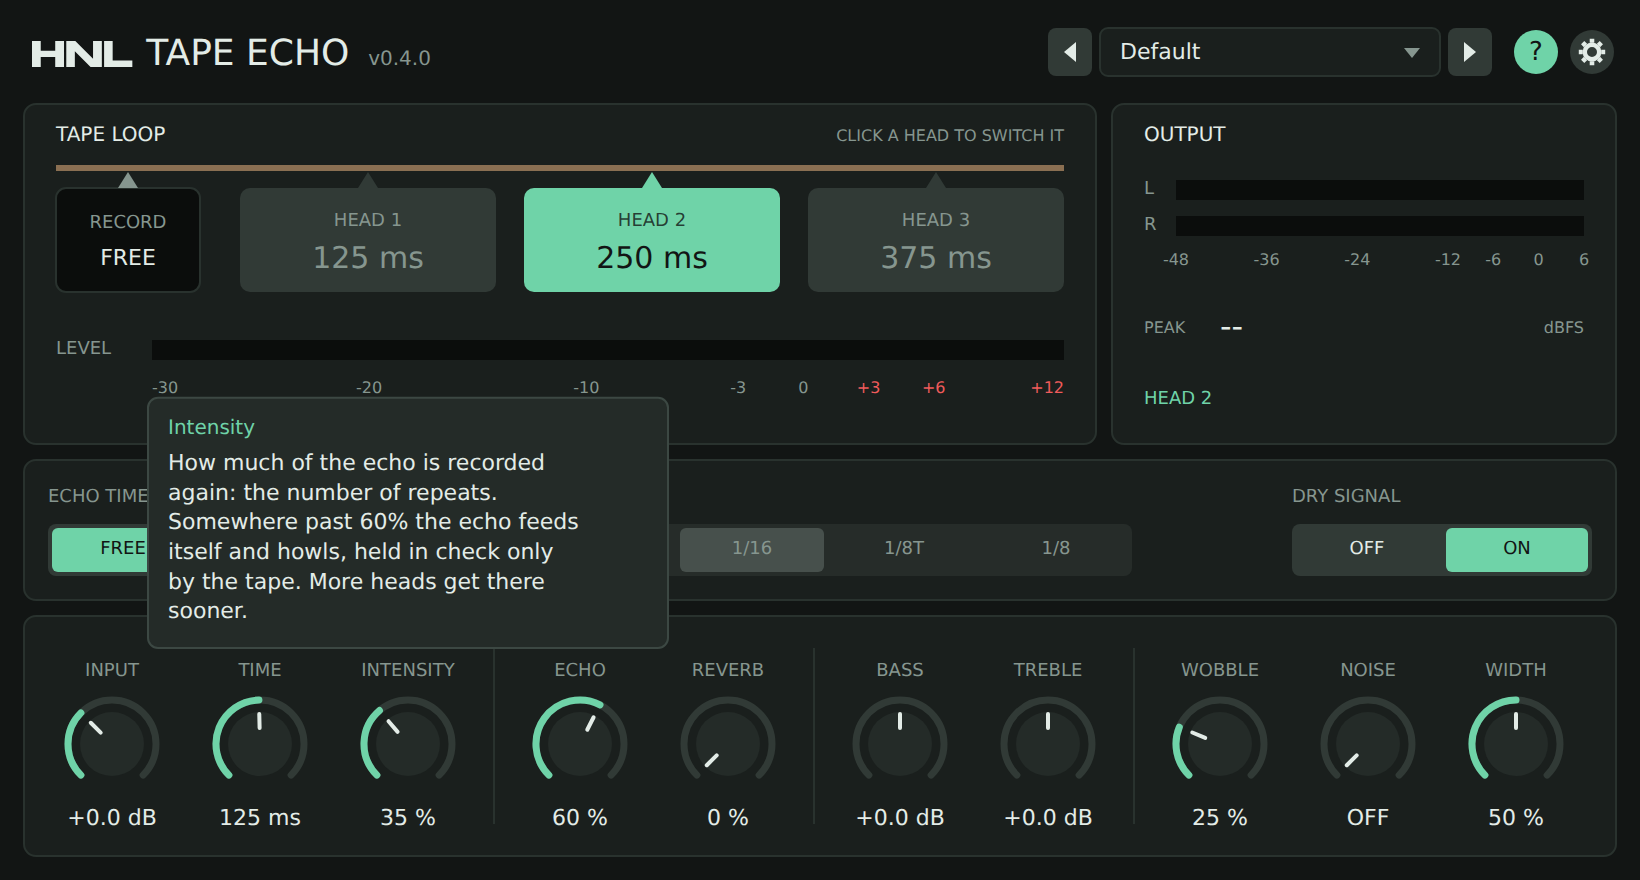 HNL TAPE ECHO v0.4.0
Default
?
TAPE LOOP
CLICK A HEAD TO SWITCH IT
RECORD
FREE
HEAD 1
125 ms
HEAD 2
250 ms
HEAD 3
375 ms
LEVEL
-30 -20 -10 -3 0 +3 +6 +12
OUTPUT
L
R
-48 -36 -24 -12 -6 0 6
PEAK -- dBFS
HEAD 2
Intensity
How much of the echo is recorded
again: the number of repeats.
Somewhere past 60% the echo feeds
itself and howls, held in check only
by the tape. More heads get there
sooner.
ECHO TIME
FREE
1/16 1/8T 1/8
DRY SIGNAL
OFF ON
INPUT TIME INTENSITY ECHO REVERB BASS TREBLE WOBBLE NOISE WIDTH
+0.0 dB 125 ms 35 % 60 % 0 % +0.0 dB +0.0 dB 25 % OFF 50 %